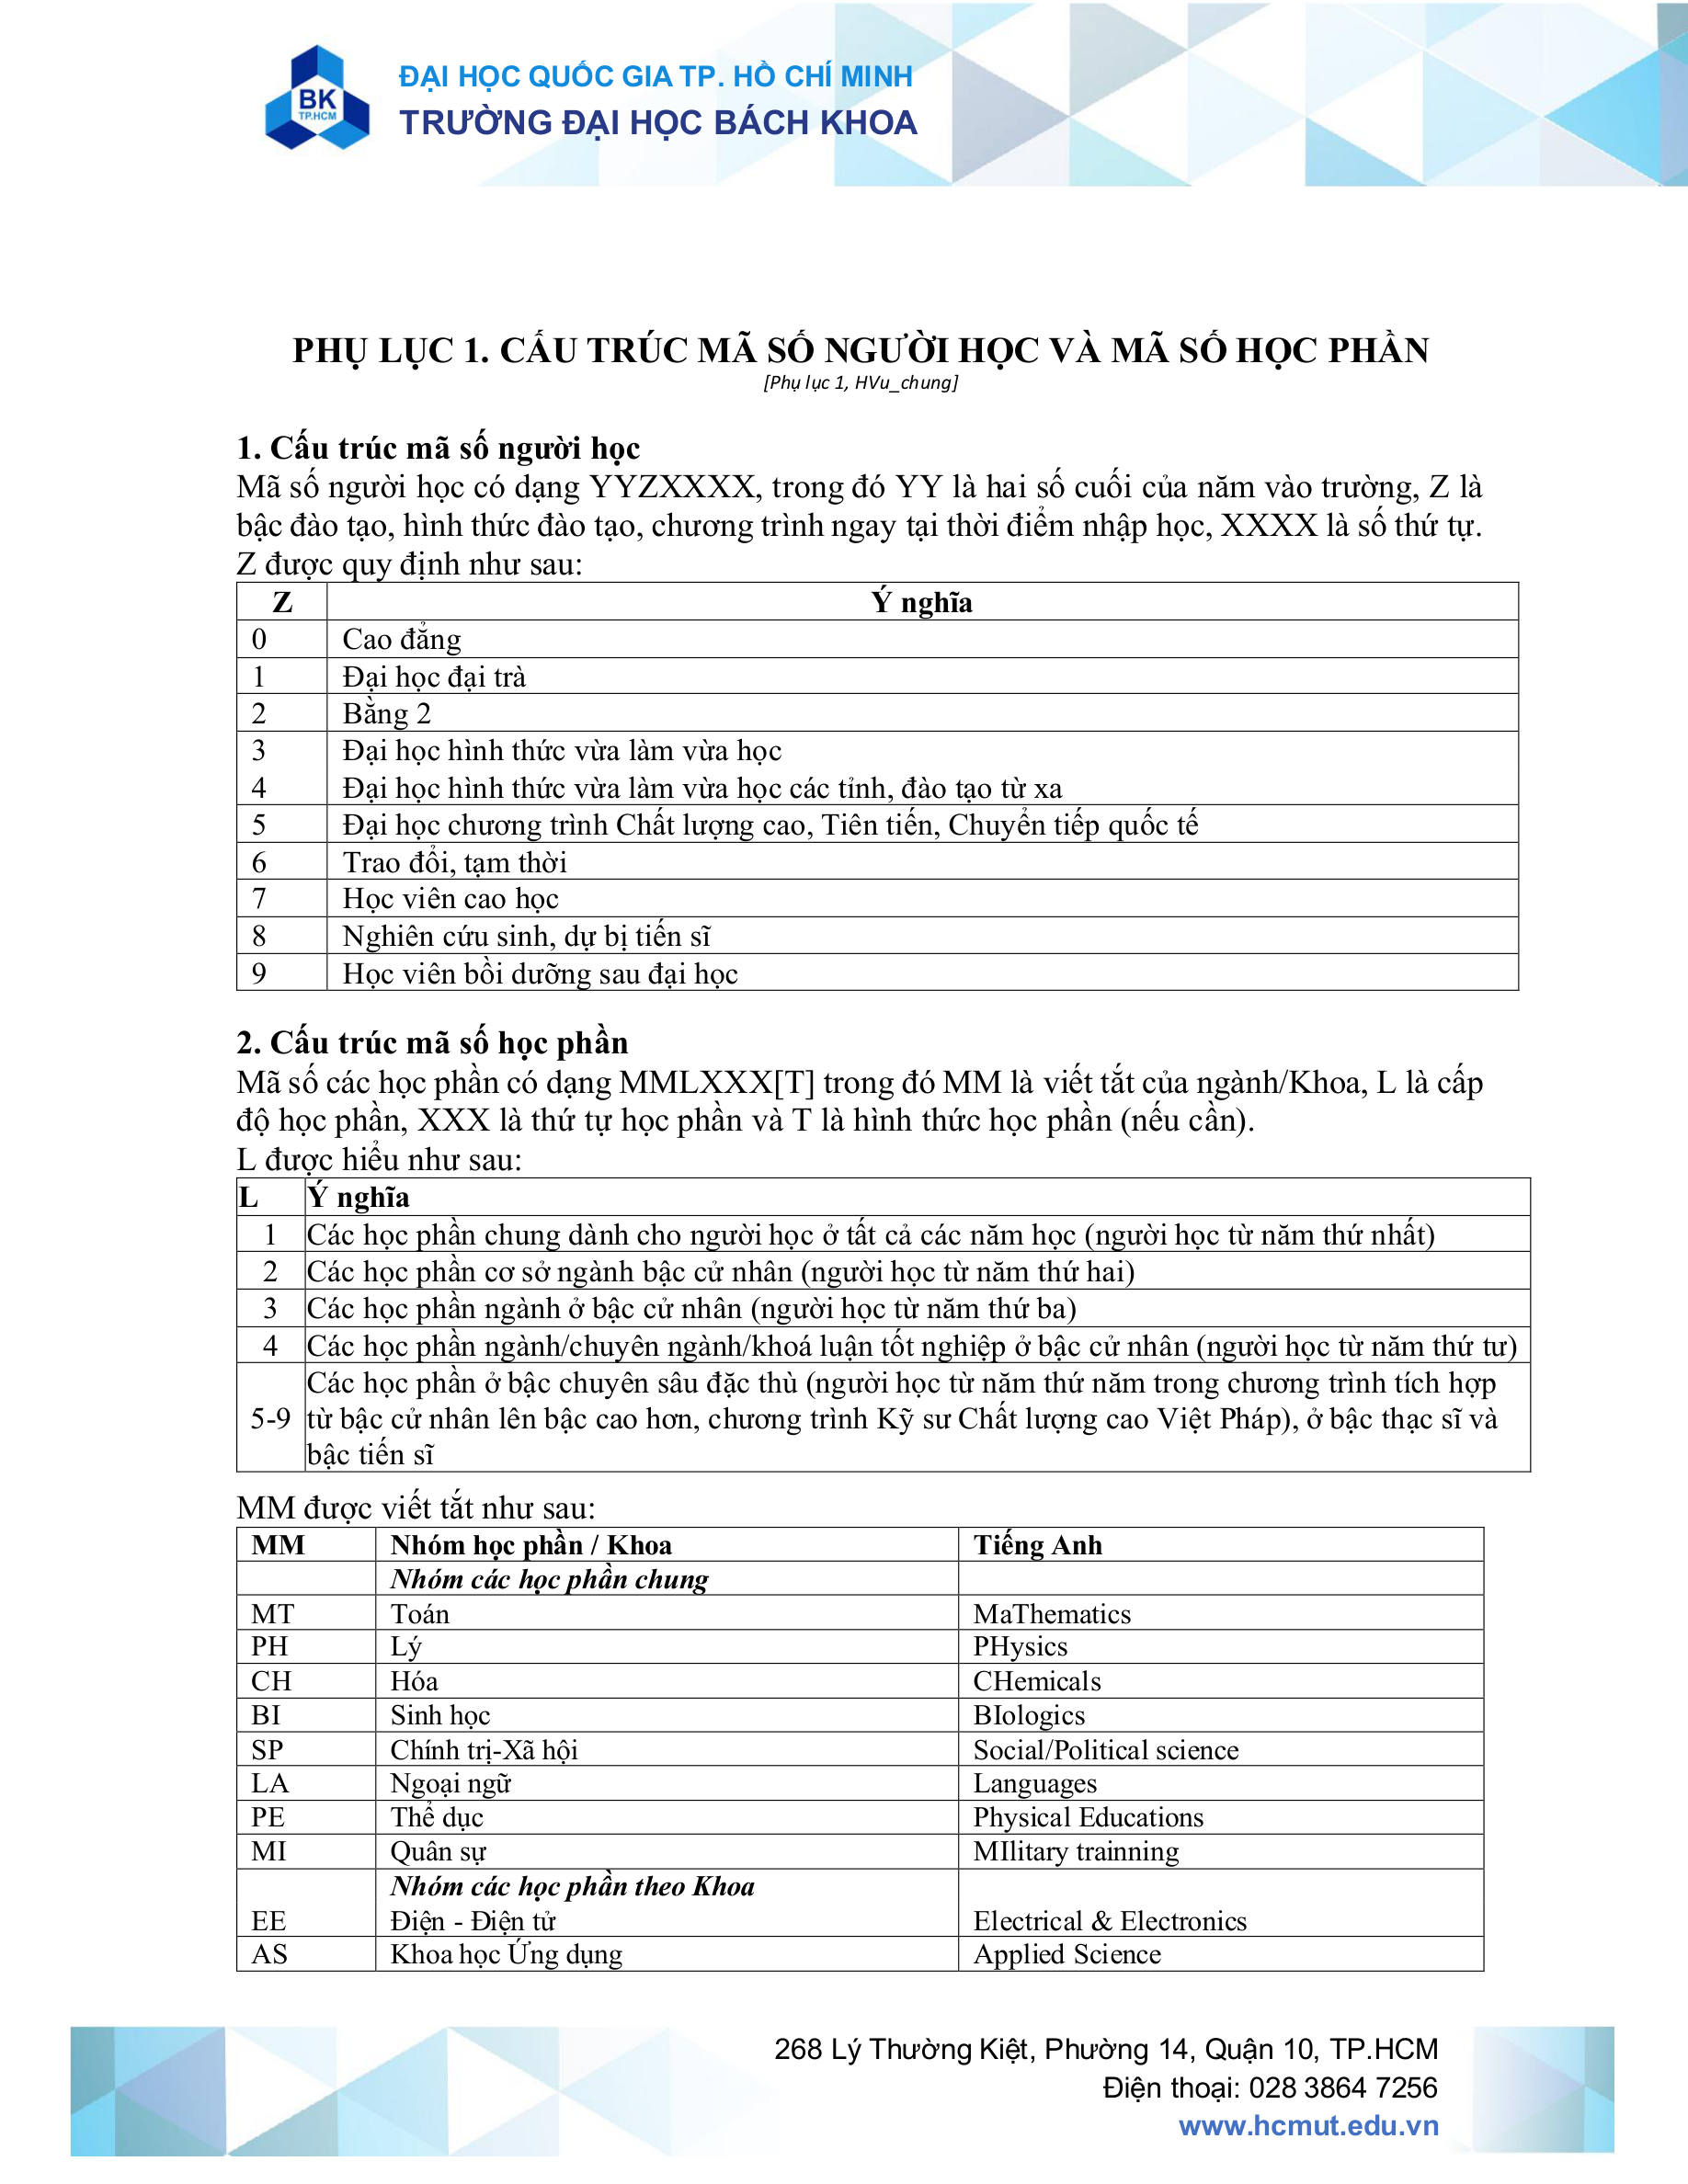 BK
TP.HCM
ĐẠI HỌC QUỐC GIA TP. HỒ CHÍ MINH
TRƯỜNG ĐẠI HỌC BÁCH KHOA
PHỤ LỤC 1. CẤU TRÚC MÃ SỐ NGƯỜI HỌC VÀ MÃ SỐ HỌC PHẦN
[Phụ lục 1, HVu_chung]
1. Cấu trúc mã số người học
Mã số người học có dạng YYZXXXX, trong đó YY là hai số cuối của năm vào trường, Z là
bậc đào tạo, hình thức đào tạo, chương trình ngay tại thời điểm nhập học, XXXX là số thứ tự.
Z được quy định như sau:
Z Ý nghĩa
0 Cao đẳng
1 Đại học đại trà
2 Bằng 2
3 Đại học hình thức vừa làm vừa học
4 Đại học hình thức vừa làm vừa học các tỉnh, đào tạo từ xa
5 Đại học chương trình Chất lượng cao, Tiên tiến, Chuyển tiếp quốc tế
6 Trao đổi, tạm thời
7 Học viên cao học
8 Nghiên cứu sinh, dự bị tiến sĩ
9 Học viên bồi dưỡng sau đại học
2. Cấu trúc mã số học phần
Mã số các học phần có dạng MMLXXX[T] trong đó MM là viết tắt của ngành/Khoa, L là cấp
độ học phần, XXX là thứ tự học phần và T là hình thức học phần (nếu cần).
L được hiểu như sau:
L Ý nghĩa
1 Các học phần chung dành cho người học ở tất cả các năm học (người học từ năm thứ nhất)
2 Các học phần cơ sở ngành bậc cử nhân (người học từ năm thứ hai)
3 Các học phần ngành ở bậc cử nhân (người học từ năm thứ ba)
4 Các học phần ngành/chuyên ngành/khoá luận tốt nghiệp ở bậc cử nhân (người học từ năm thứ tư)
Các học phần ở bậc chuyên sâu đặc thù (người học từ năm thứ năm trong chương trình tích hợp
5-9 từ bậc cử nhân lên bậc cao hơn, chương trình Kỹ sư Chất lượng cao Việt Pháp), ở bậc thạc sĩ và
bậc tiến sĩ
MM được viết tắt như sau:
MM Nhóm học phần / Khoa Tiếng Anh
Nhóm các học phần chung
MT Toán MaThematics
PH Lý PHysics
CH Hóa CHemicals
BI Sinh học BIologics
SP Chính trị-Xã hội Social/Political science
LA Ngoại ngữ Languages
PE Thể dục Physical Educations
MI Quân sự MIlitary trainning
Nhóm các học phần theo Khoa
EE Điện - Điện tử Electrical & Electronics
AS Khoa học Ứng dụng Applied Science
268 Lý Thường Kiệt, Phường 14, Quận 10, TP.HCM
Điện thoại: 028 3864 7256
www.hcmut.edu.vn